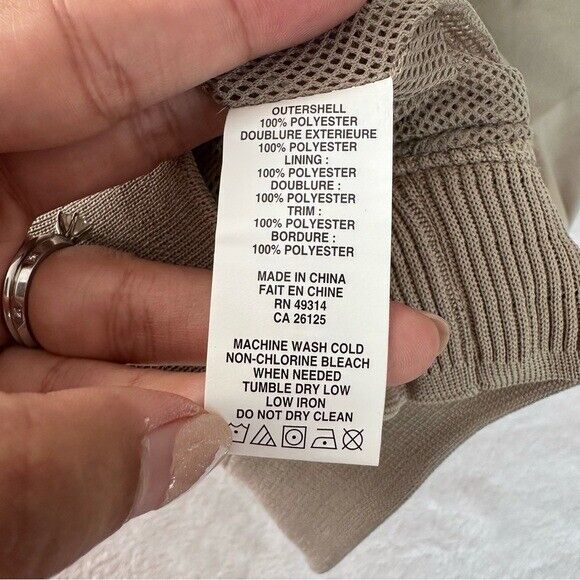 OUTERSHELL
100% POLYESTER
DOUBLURE EXTERIEURE
100% POLYESTER
LINING :
100% POLYESTER
DOUBLURE :
100% POLYESTER
TRIM :
100% POLYESTER
BORDURE :
100% POLYESTER
MADE IN CHINA
FAIT EN CHINE
RN 49314
CA 26125
MACHINE WASH COLD
NON-CHLORINE BLEACH
WHEN NEEDED
TUMBLE DRY LOW
LOW IRON
DO NOT DRY CLEAN